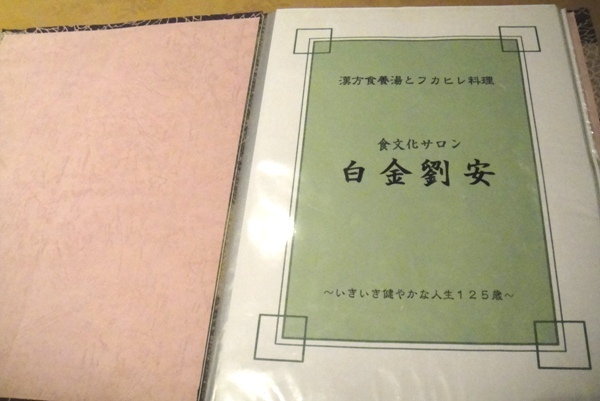 漢方食養湯とフカヒレ料理
食文化サロン
白金劉安
～いきいき健やかな人生１２５歳～